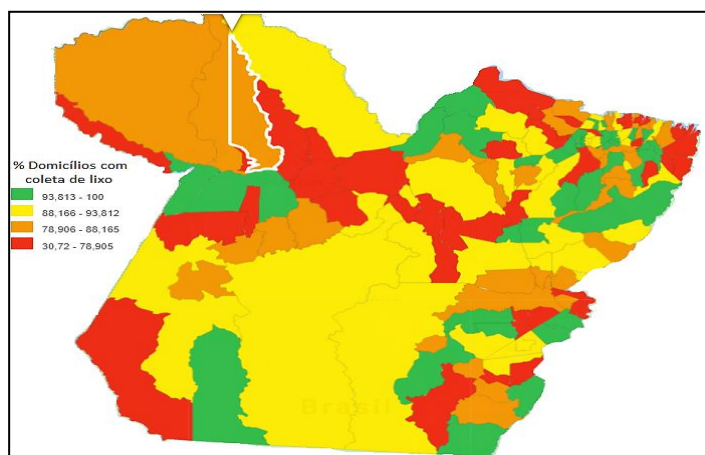 % Domicílios com
coleta de lixo
93,813 - 100
88,166 - 93,812
78,906 - 88,165
30,72 - 78,905
Brasil